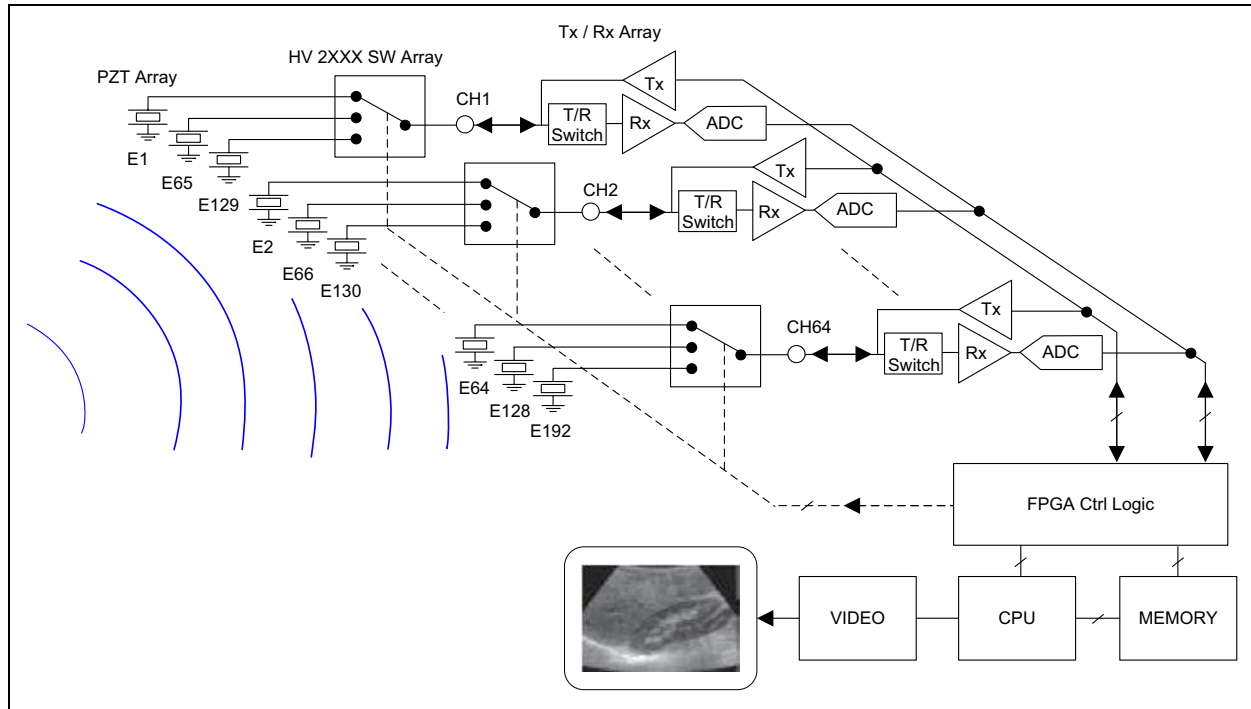 Tx / Rx Array
HV 2XXX SW Array
PZT Array
Tx
CH1
T/R
Switch
Rx
ADC
E1
E65
E129
Tx
CH2
T/R
Switch
Rx
ADC
E2
E66
E130
Tx
CH64
T/R
Switch
Rx
ADC
E64
E128
E192
FPGA Ctrl Logic
VIDEO
CPU
MEMORY